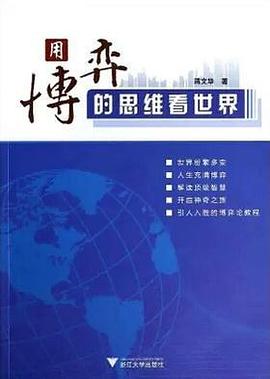 用博弈的思维看世界
蒋文华 著
世界纷繁多变
人生充满博弈
解读顶级智慧
开启神奇之旅
引人入胜的博弈论教程
浙江大学出版社